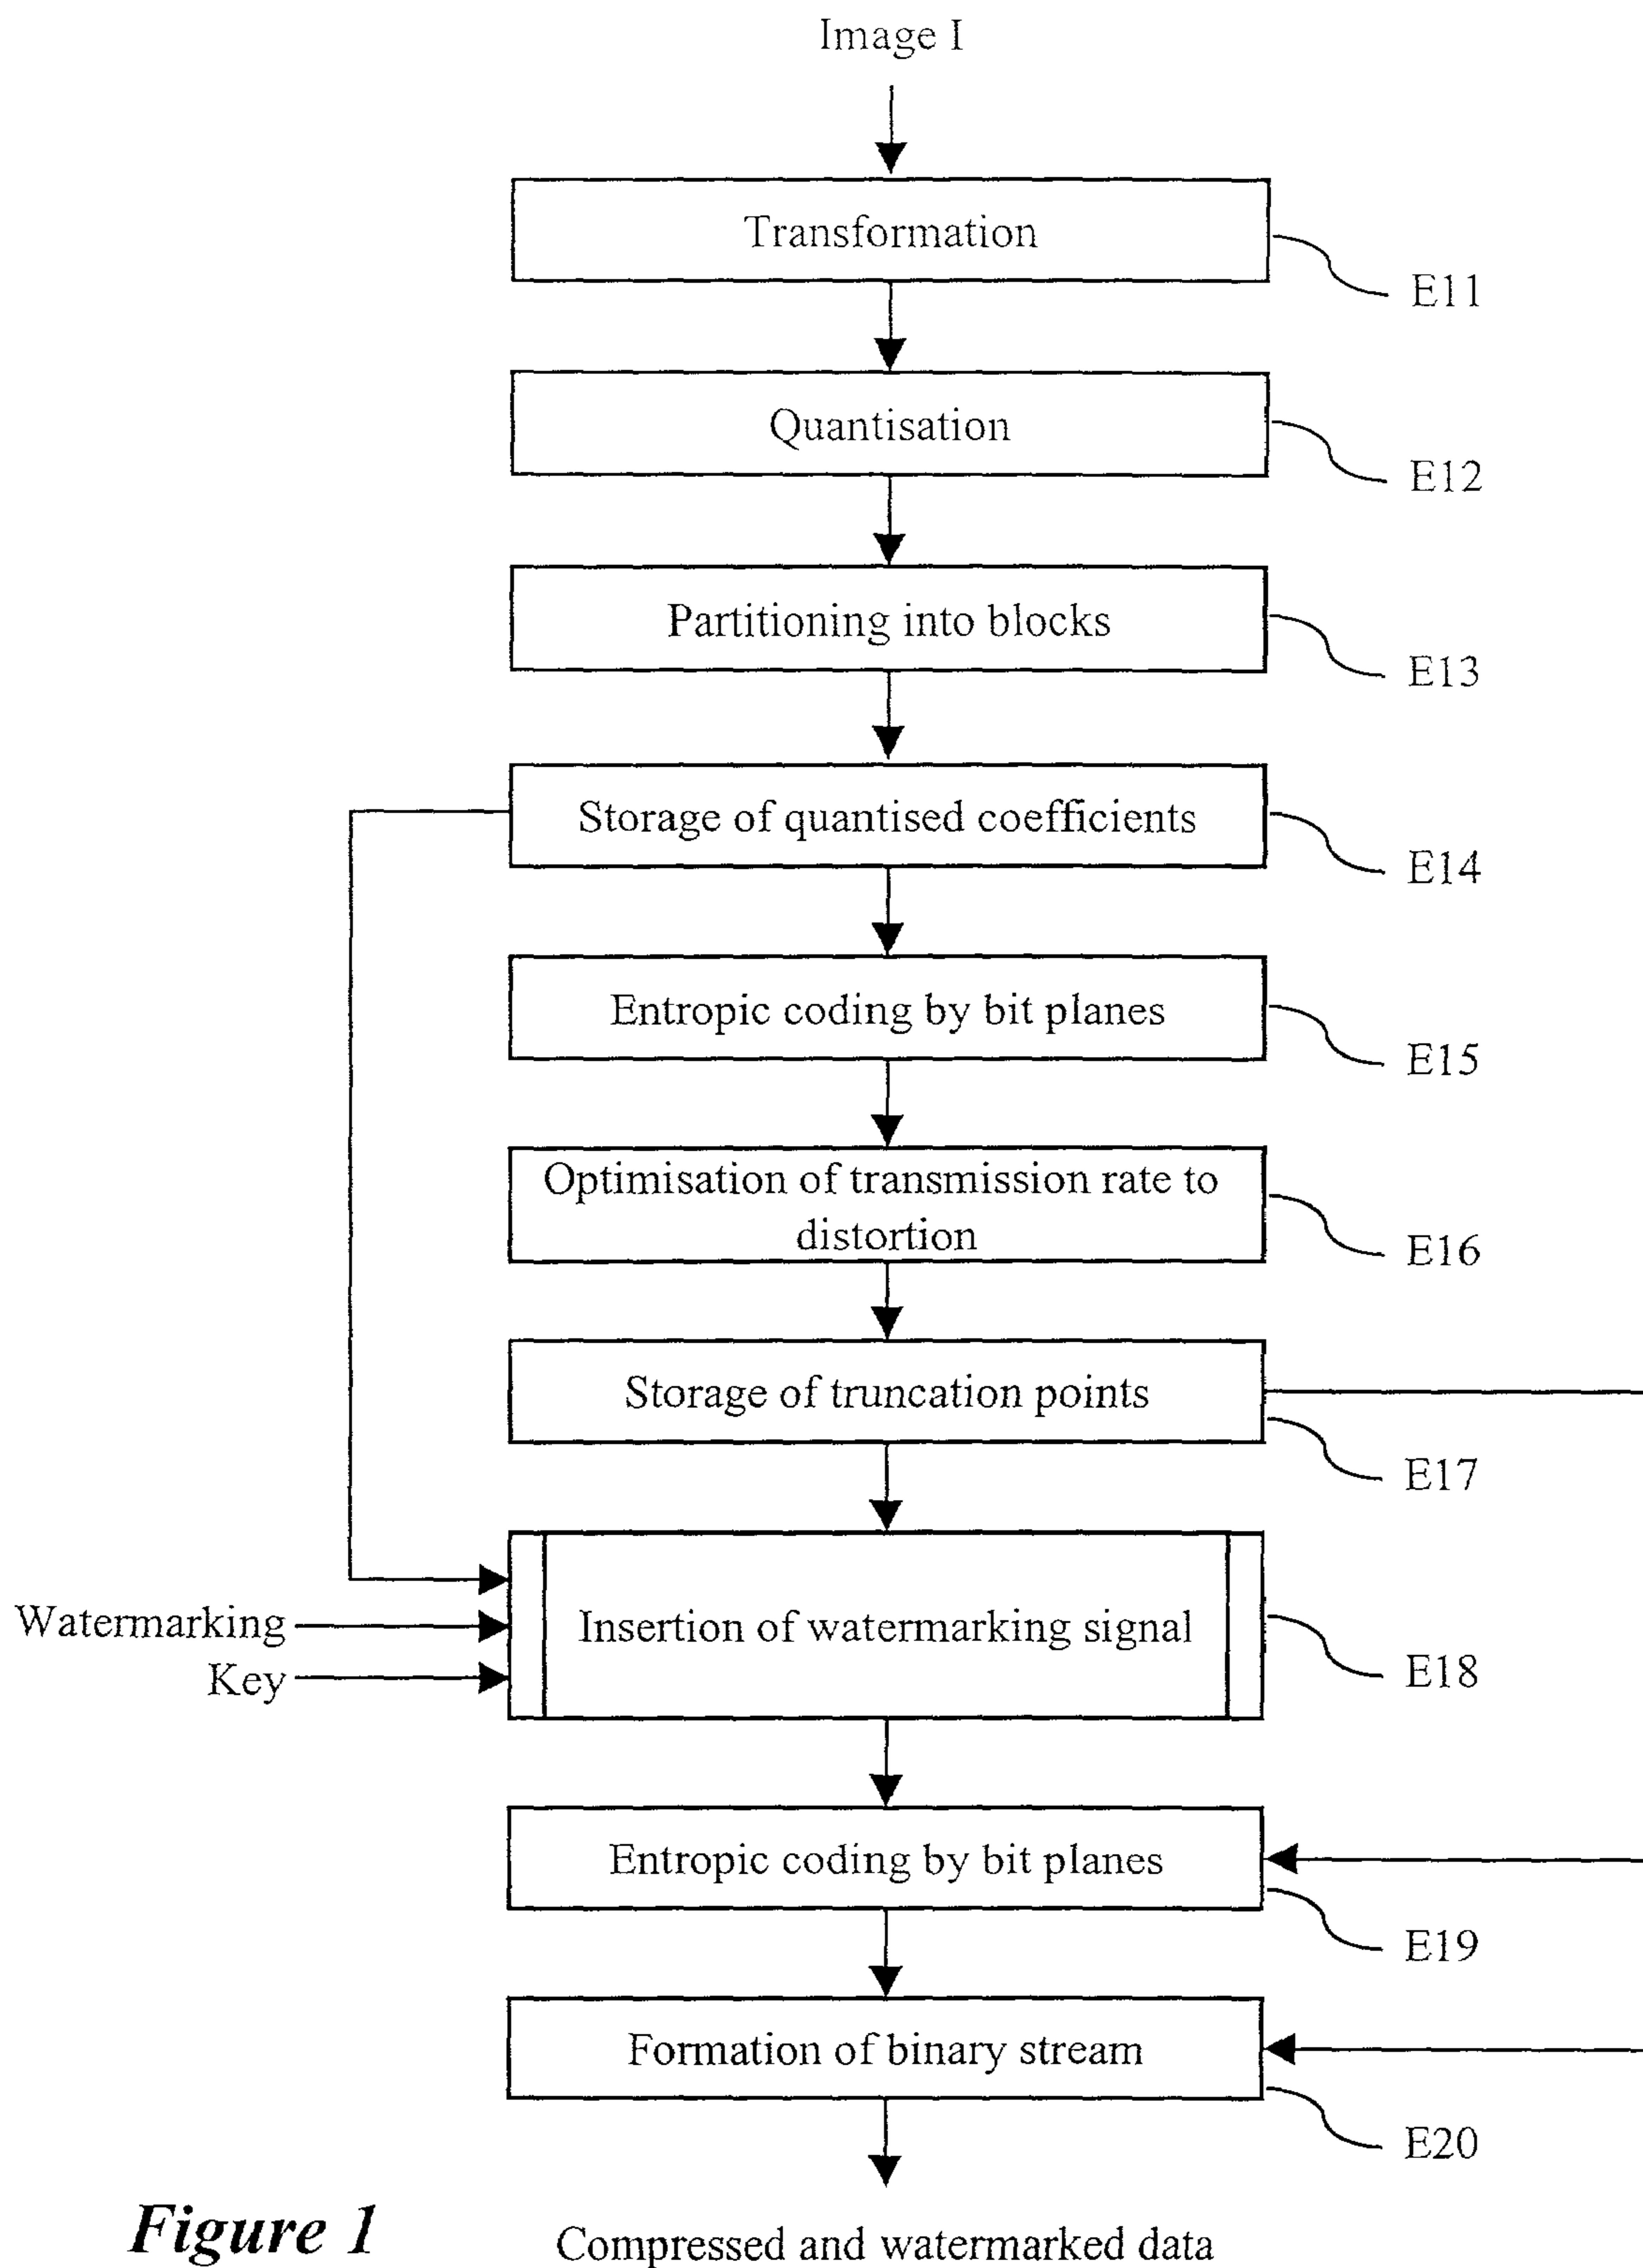 Image I
Transformation
E11
Quantisation
E12
Partitioning into blocks
E13
Storage of quantised coefficients
E14
Entropic coding by bit planes
E15
Optimisation of transmission rate to
distortion
E16
Storage of truncation points
E17
Watermarking
Key
Insertion of watermarking signal
E18
Entropic coding by bit planes
E19
Formation of binary stream
E20
Figure 1
Compressed and watermarked data